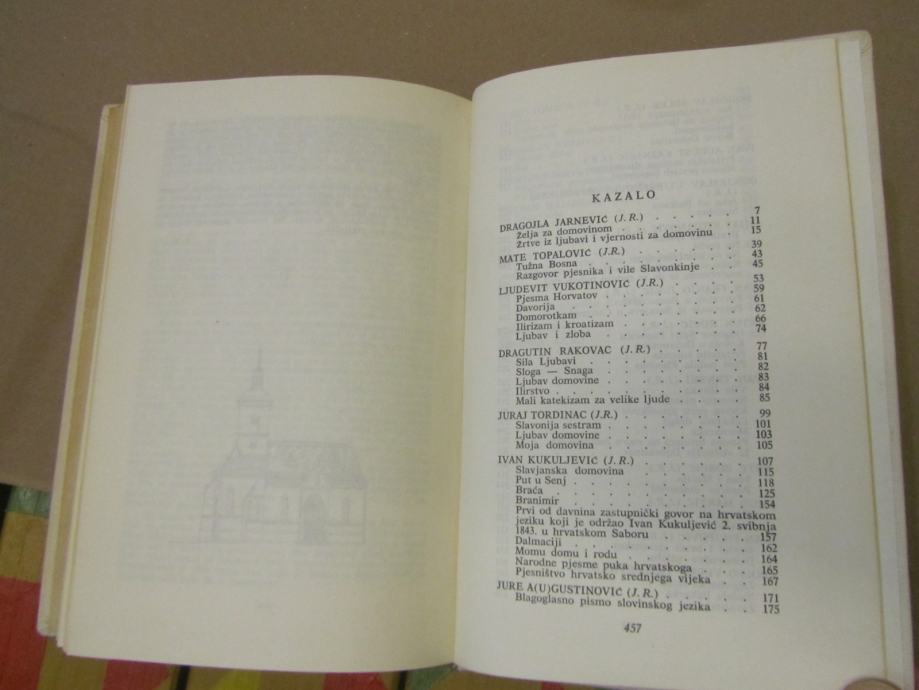 KAZALO
DRAGOJLA JARNEVIĆ (J. R.) . . . . . . 7
Želja za domovinom . . . . . . 11
Žrtve iz ljubavi i vjernosti za domovinu . 15
MATE TOPALOVIĆ (J.R.) . . . . . . 39
Tužna Bosna . . . . . . 43
Razgovor pjesnika i vile Slavonkinje . . 45
LJUDEVIT VUKOTINOVIĆ (J.R.) . . . . 53
Pjesma Horvatov . . . . . . 59
Davorija . . . . . . 61
Domorotkam . . . . . . 62
Ilirizam i kroatizam . . . . . . 66
Ljubav i zloba . . . . . . 74
DRAGUTIN RAKOVAC (J. R.) . . . . . 77
Sila Ljubavi . . . . . . 81
Sloga — Snaga . . . . . . 82
Ljubav domovine . . . . . . 83
Ilirstvo . . . . . . 84
Mali katekizam za velike ljude . . . . 85
JURAJ TORDINAC (J.R.) . . . . . . 99
Slavonija sestram . . . . . . 101
Ljubav domovine . . . . . . 103
Moja domovina . . . . . . 105
IVAN KUKULJEVIĆ (J. R.) . . . . . 107
Slavjanska domovina . . . . . . 115
Put u Senj . . . . . . 118
Braća . . . . . . 125
Branimir . . . . . . 154
Prvi od davnina zastupnički govor na hrvatskom
jeziku koji je održao Ivan Kukuljević 2. svibnja
1843. u hrvatskom Saboru . . . . . 157
Dalmaciji . . . . . . 162
Momu domu i rodu . . . . . . 164
Narodne pjesme puka hrvatskoga . . . 165
Pjesništvo hrvatsko srednjega vijeka . . 167
JURE A(U)GUSTINOVIĆ (J. R.) . . . . 171
Blagoglasno pismo slovinskog jezika . . 175
457